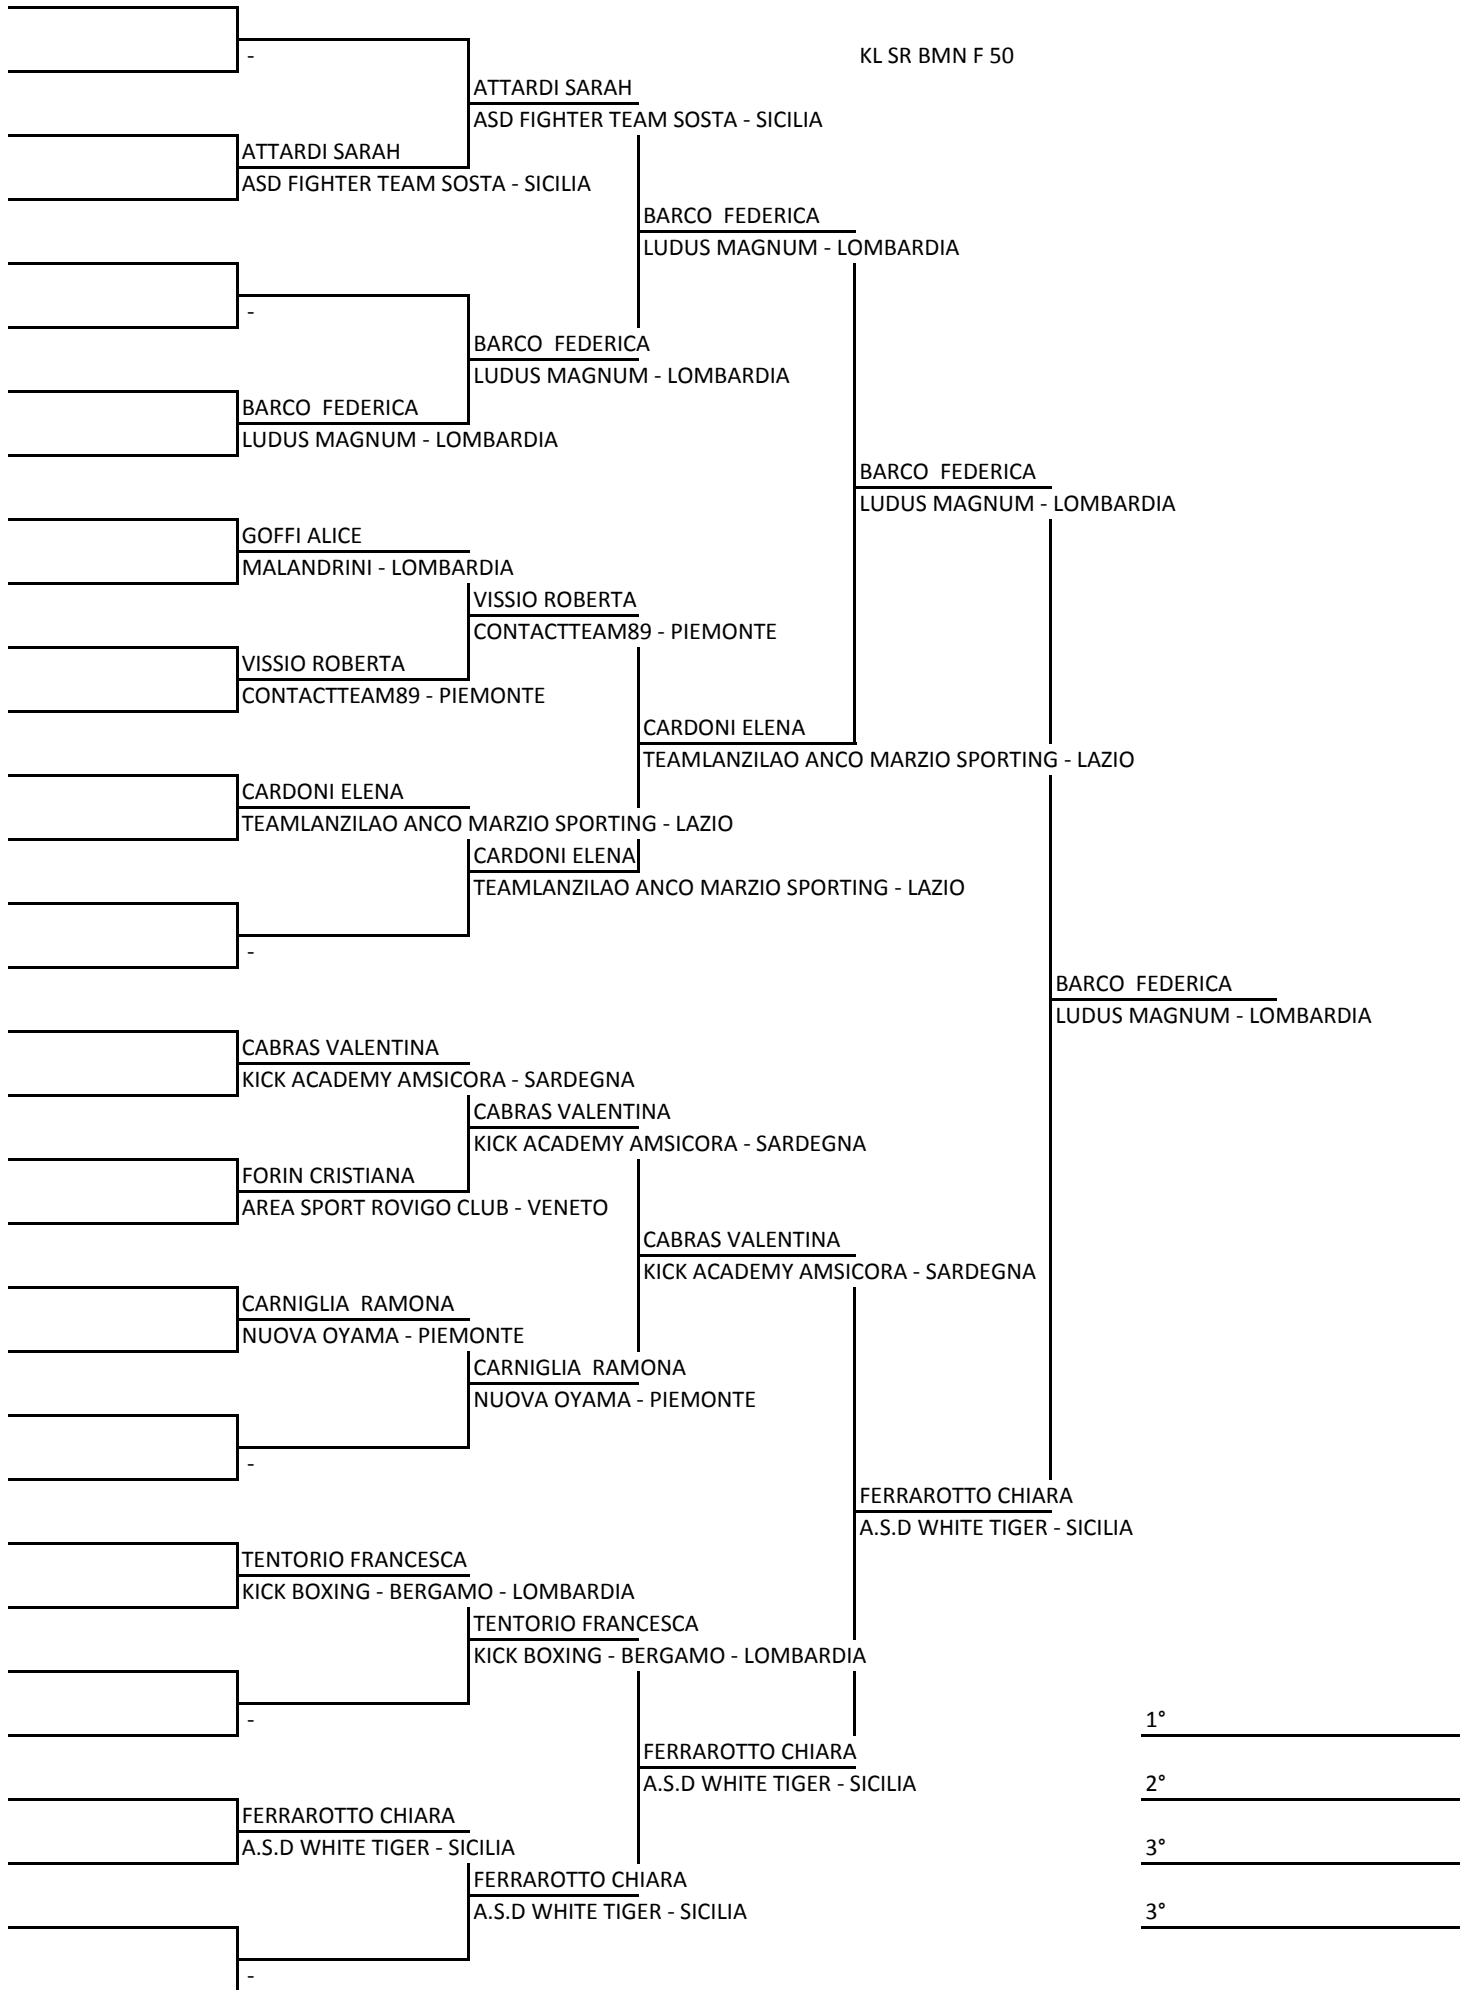 -
KL SR BMN F 50
ATTARDI SARAH
ASD FIGHTER TEAM SOSTA - SICILIA
ATTARDI SARAH
ASD FIGHTER TEAM SOSTA - SICILIA
BARCO  FEDERICA
LUDUS MAGNUM - LOMBARDIA
-
BARCO  FEDERICA
LUDUS MAGNUM - LOMBARDIA
BARCO  FEDERICA
LUDUS MAGNUM - LOMBARDIA
BARCO  FEDERICA
LUDUS MAGNUM - LOMBARDIA
GOFFI ALICE
MALANDRINI - LOMBARDIA
VISSIO ROBERTA
CONTACTTEAM89 - PIEMONTE
VISSIO ROBERTA
CONTACTTEAM89 - PIEMONTE
CARDONI ELENA
TEAMLANZILAO ANCO MARZIO SPORTING - LAZIO
CARDONI ELENA
TEAMLANZILAO ANCO MARZIO SPORTING - LAZIO
CARDONI ELENA
TEAMLANZILAO ANCO MARZIO SPORTING - LAZIO
-
BARCO  FEDERICA
LUDUS MAGNUM - LOMBARDIA
CABRAS VALENTINA
KICK ACADEMY AMSICORA - SARDEGNA
CABRAS VALENTINA
KICK ACADEMY AMSICORA - SARDEGNA
FORIN CRISTIANA
AREA SPORT ROVIGO CLUB - VENETO
CABRAS VALENTINA
KICK ACADEMY AMSICORA - SARDEGNA
CARNIGLIA  RAMONA
NUOVA OYAMA - PIEMONTE
CARNIGLIA  RAMONA
NUOVA OYAMA - PIEMONTE
-
FERRAROTTO CHIARA
A.S.D WHITE TIGER - SICILIA
TENTORIO FRANCESCA
KICK BOXING - BERGAMO - LOMBARDIA
TENTORIO FRANCESCA
KICK BOXING - BERGAMO - LOMBARDIA
-
1°
FERRAROTTO CHIARA
A.S.D WHITE TIGER - SICILIA
2°
FERRAROTTO CHIARA
A.S.D WHITE TIGER - SICILIA
3°
FERRAROTTO CHIARA
A.S.D WHITE TIGER - SICILIA
3°
-